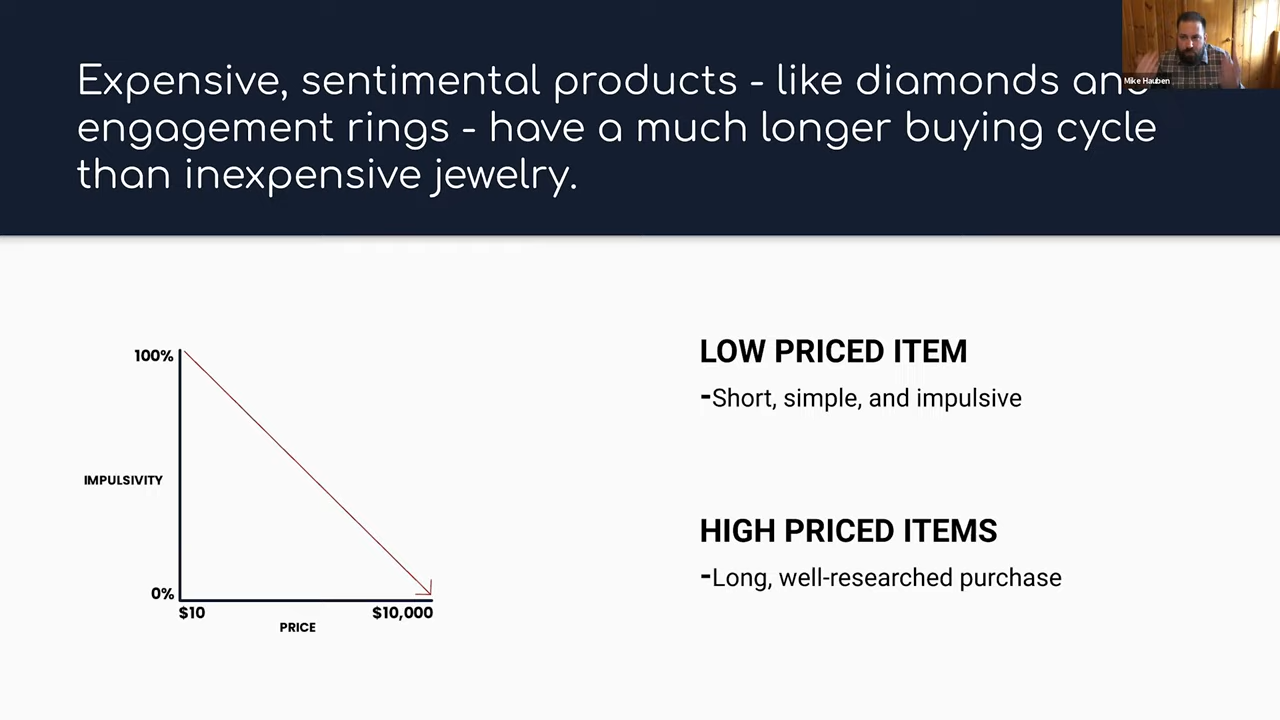 Expensive, sentimental products - like diamonds and
engagement rings - have a much longer buying cycle
than inexpensive jewelry.
Mike Hauben
100%
IMPULSIVITY
0%
$10
$10,000
PRICE
LOW PRICED ITEM
-Short, simple, and impulsive
HIGH PRICED ITEMS
-Long, well-researched purchase